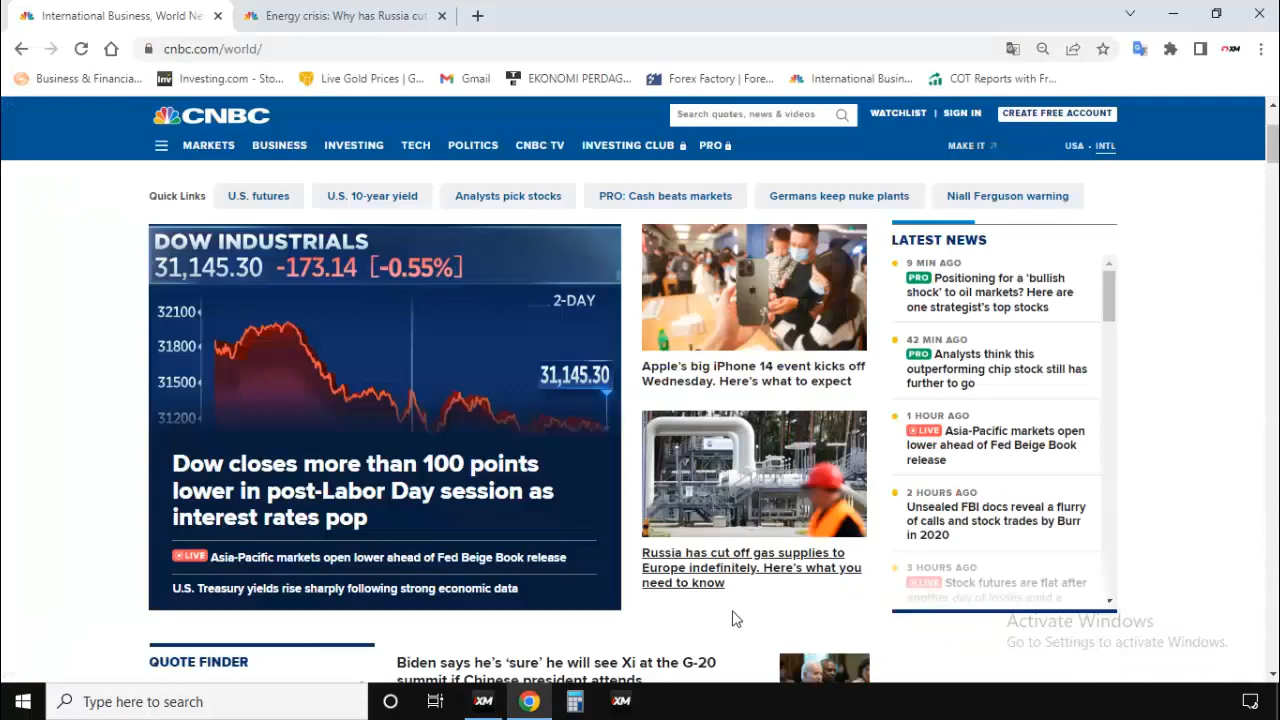 International Business, World Ne
Energy crisis: Why has Russia cut
cnbc.com/world/
Business & Financia...
Investing.com - Sto...
Live Gold Prices | G...
Gmail
EKONOMI PERDAG...
Forex Factory | Fore...
International Busin...
COT Reports with Fr...
CNBC
Search quotes, news & videos
WATCHLIST | SIGN IN
CREATE FREE ACCOUNT
MARKETS
BUSINESS
INVESTING
TECH
POLITICS
CNBC TV
INVESTING CLUB
PRO
MAKE IT
USA • INTL
Quick Links
U.S. futures
U.S. 10-year yield
Analysts pick stocks
PRO: Cash beats markets
Germans keep nuke plants
Niall Ferguson warning
DOW INDUSTRIALS
31,145.30 -173.14 [-0.55%]
2-DAY
32100
31800
31500
31200
31,145.30
Dow closes more than 100 points
lower in post-Labor Day session as
interest rates pop
LIVE Asia-Pacific markets open lower ahead of Fed Beige Book release
U.S. Treasury yields rise sharply following strong economic data
Apple's big iPhone 14 event kicks off
Wednesday. Here's what to expect
Russia has cut off gas supplies to
Europe indefinitely. Here's what you
need to know
LATEST NEWS
9 MIN AGO
PRO Positioning for a 'bullish
shock' to oil markets? Here are
one strategist's top stocks
42 MIN AGO
PRO Analysts think this
outperforming chip stock still has
further to go
1 HOUR AGO
LIVE Asia-Pacific markets open
lower ahead of Fed Beige Book
release
2 HOURS AGO
Unsealed FBI docs reveal a flurry
of calls and stock trades by Burr
in 2020
3 HOURS AGO
LIVE Stock futures are flat after
another day of losses amid a
Activate Windows
Go to Settings to activate Windows.
QUOTE FINDER
Biden says he's 'sure' he will see Xi at the G-20
summit if Chinese president attends
Type here to search
XM
XM